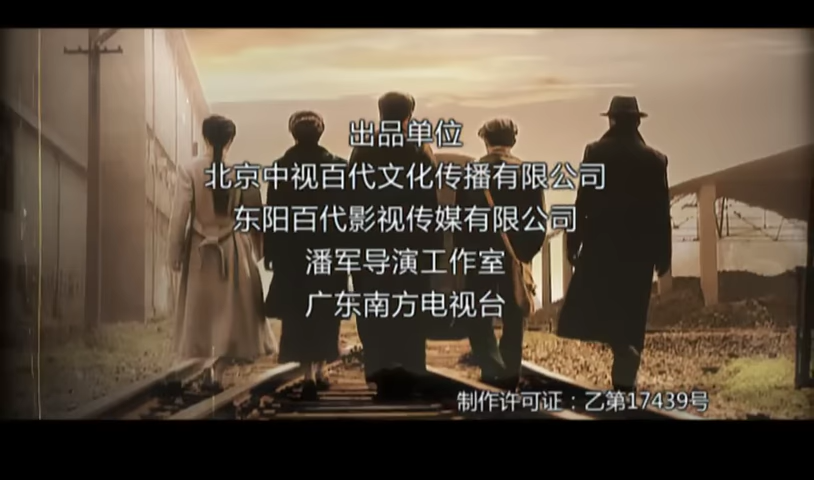 出品单位
北京中视百代文化传播有限公司
东阳百代影视传媒有限公司
潘军导演工作室
广东南方电视台
制作许可证：乙第17439号